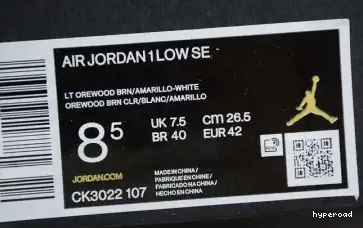 AIR JORDAN 1 LOW SE
LT OREWOOD BRN/AMARILLO-WHITE
OREWOOD BRN CLR/BLANC/AMARILLO
8 5
UK 7.5 cm 26.5
BR 40 EUR 42
JORDAN.COM
CK3022 107
MADE IN CHINA/
FABRIQUE EN CHINE/
FABRICADO NA CHINA/
HECHO EN CHINA
hyperoad